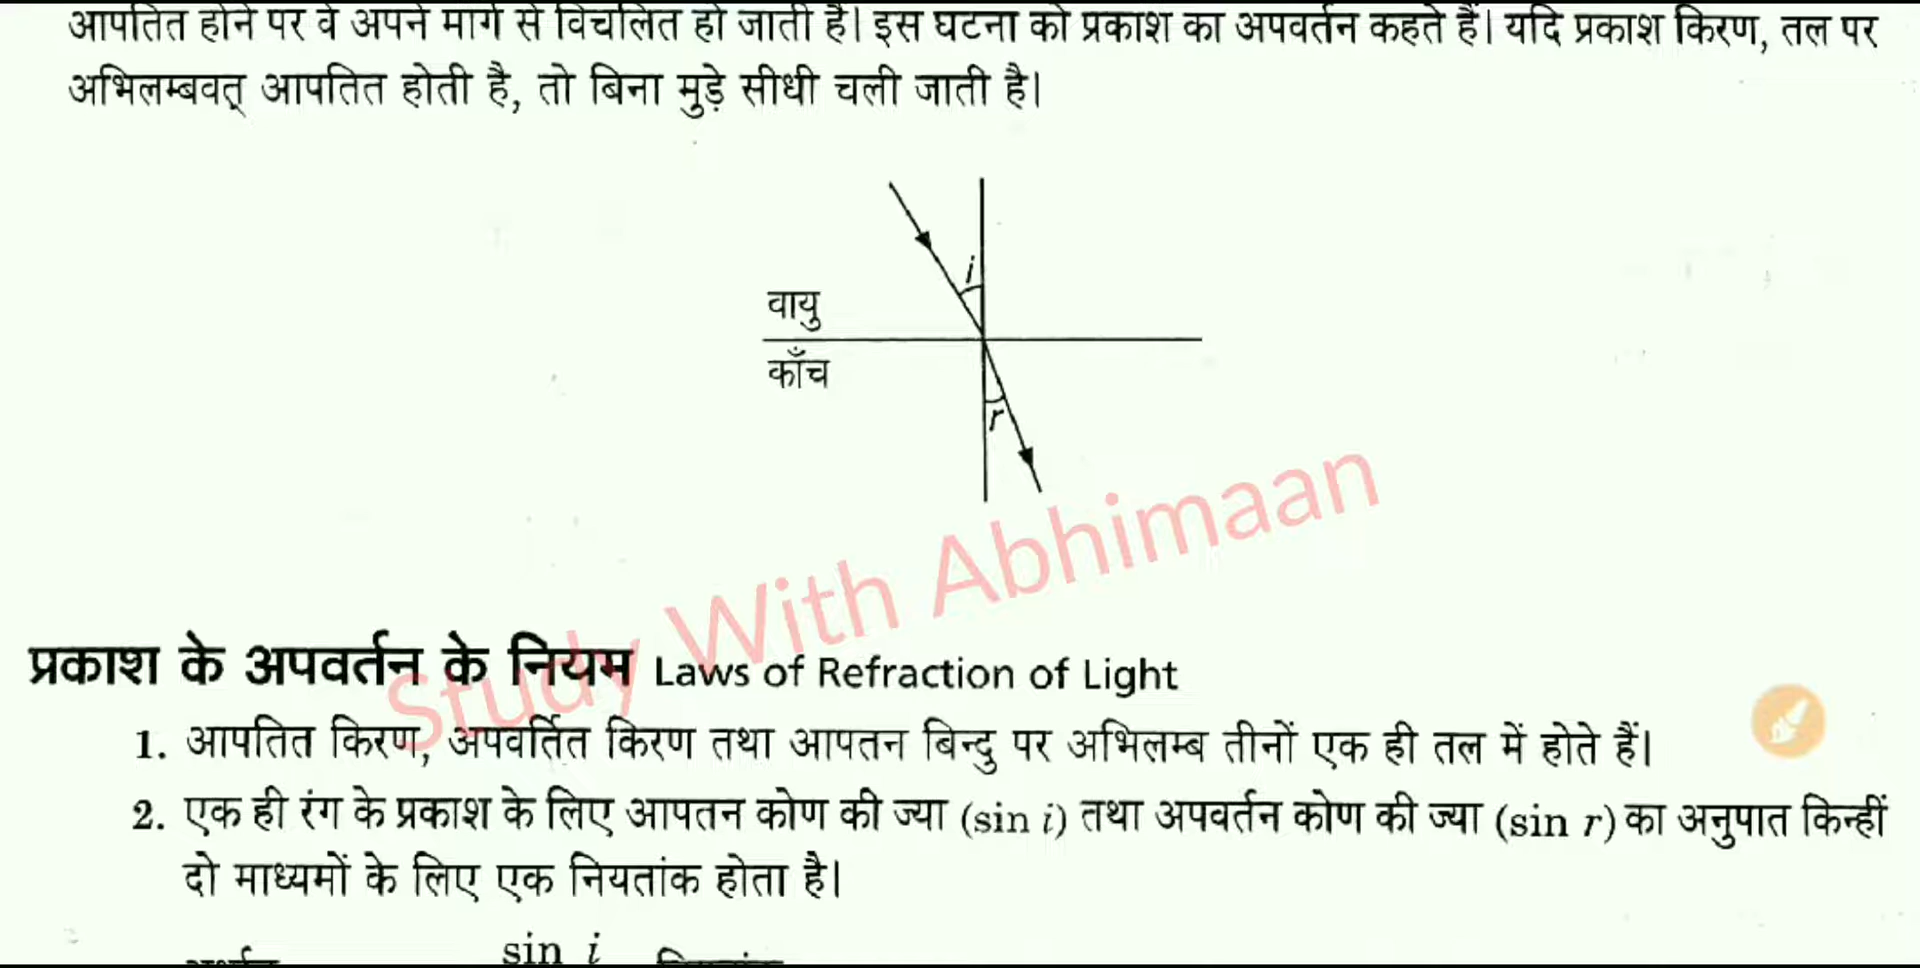 आपतित होने पर वे अपने मार्ग से विचलित हो जाती है। इस घटना को प्रकाश का अपवर्तन कहते हैं। यदि प्रकाश किरण, तल पर
अभिलम्बवत् आपतित होती है, तो बिना मुड़े सीधी चली जाती है।
i
वायु
काँच
r
Study With Abhimaan
प्रकाश के अपवर्तन के नियम Laws of Refraction of Light
1. आपतित किरण, अपवर्तित किरण तथा आपतन बिन्दु पर अभिलम्ब तीनों एक ही तल में होते हैं।
2. एक ही रंग के प्रकाश के लिए आपतन कोण की ज्या (sin i) तथा अपवर्तन कोण की ज्या (sin r) का अनुपात किन्हीं
दो माध्यमों के लिए एक नियतांक होता है।
sin i